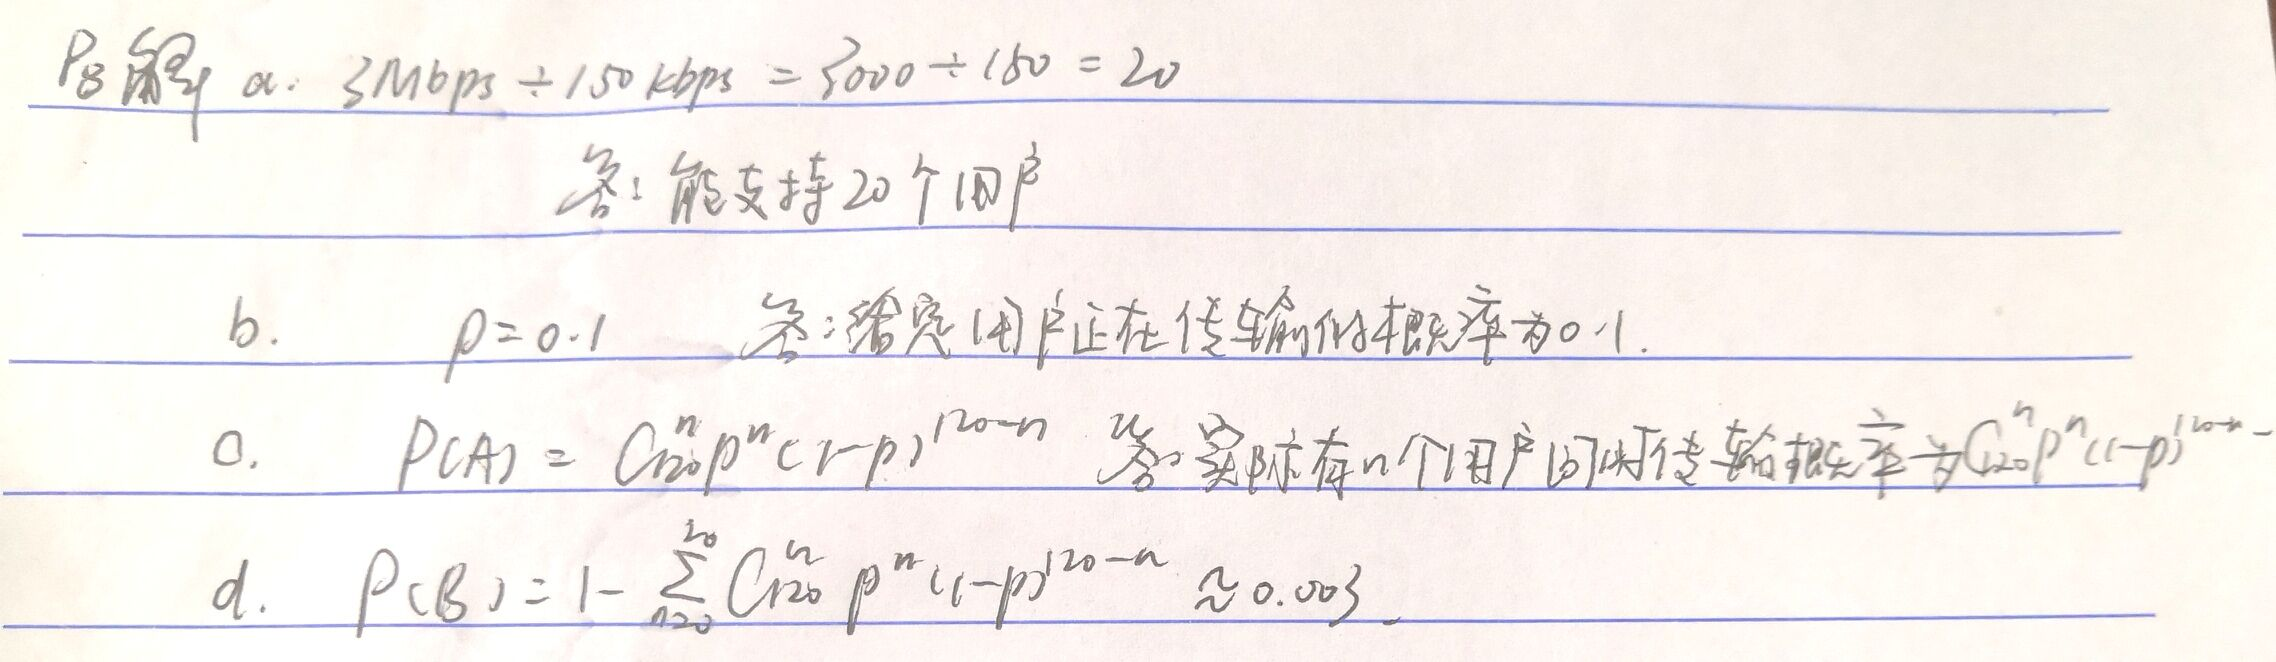 P8 解 a. 3Mbps ÷ 150kbps = 3000 ÷ 150 = 20
答: 能支持20个用户
b. p=0.1 答: 给定用户正在传输的概率为0.1.
c. P(A) = C₁₂₀ⁿ pⁿ (1-p)¹²⁰⁻ⁿ 答: 实际有n个用户同时传输概率为C₁₂₀ⁿ pⁿ (1-p)¹²⁰⁻ⁿ.
d. P(B) = 1 - ∑ₙ₌₀²⁰ C₁₂₀ⁿ pⁿ (1-p)¹²⁰⁻ⁿ ≈ 0.003.